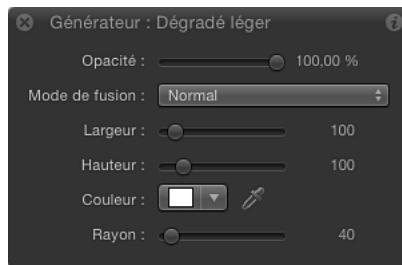 Générateur : Dégradé léger
Opacité : 100,00 %
Mode de fusion : Normal
Largeur : 100
Hauteur : 100
Couleur :
Rayon : 40